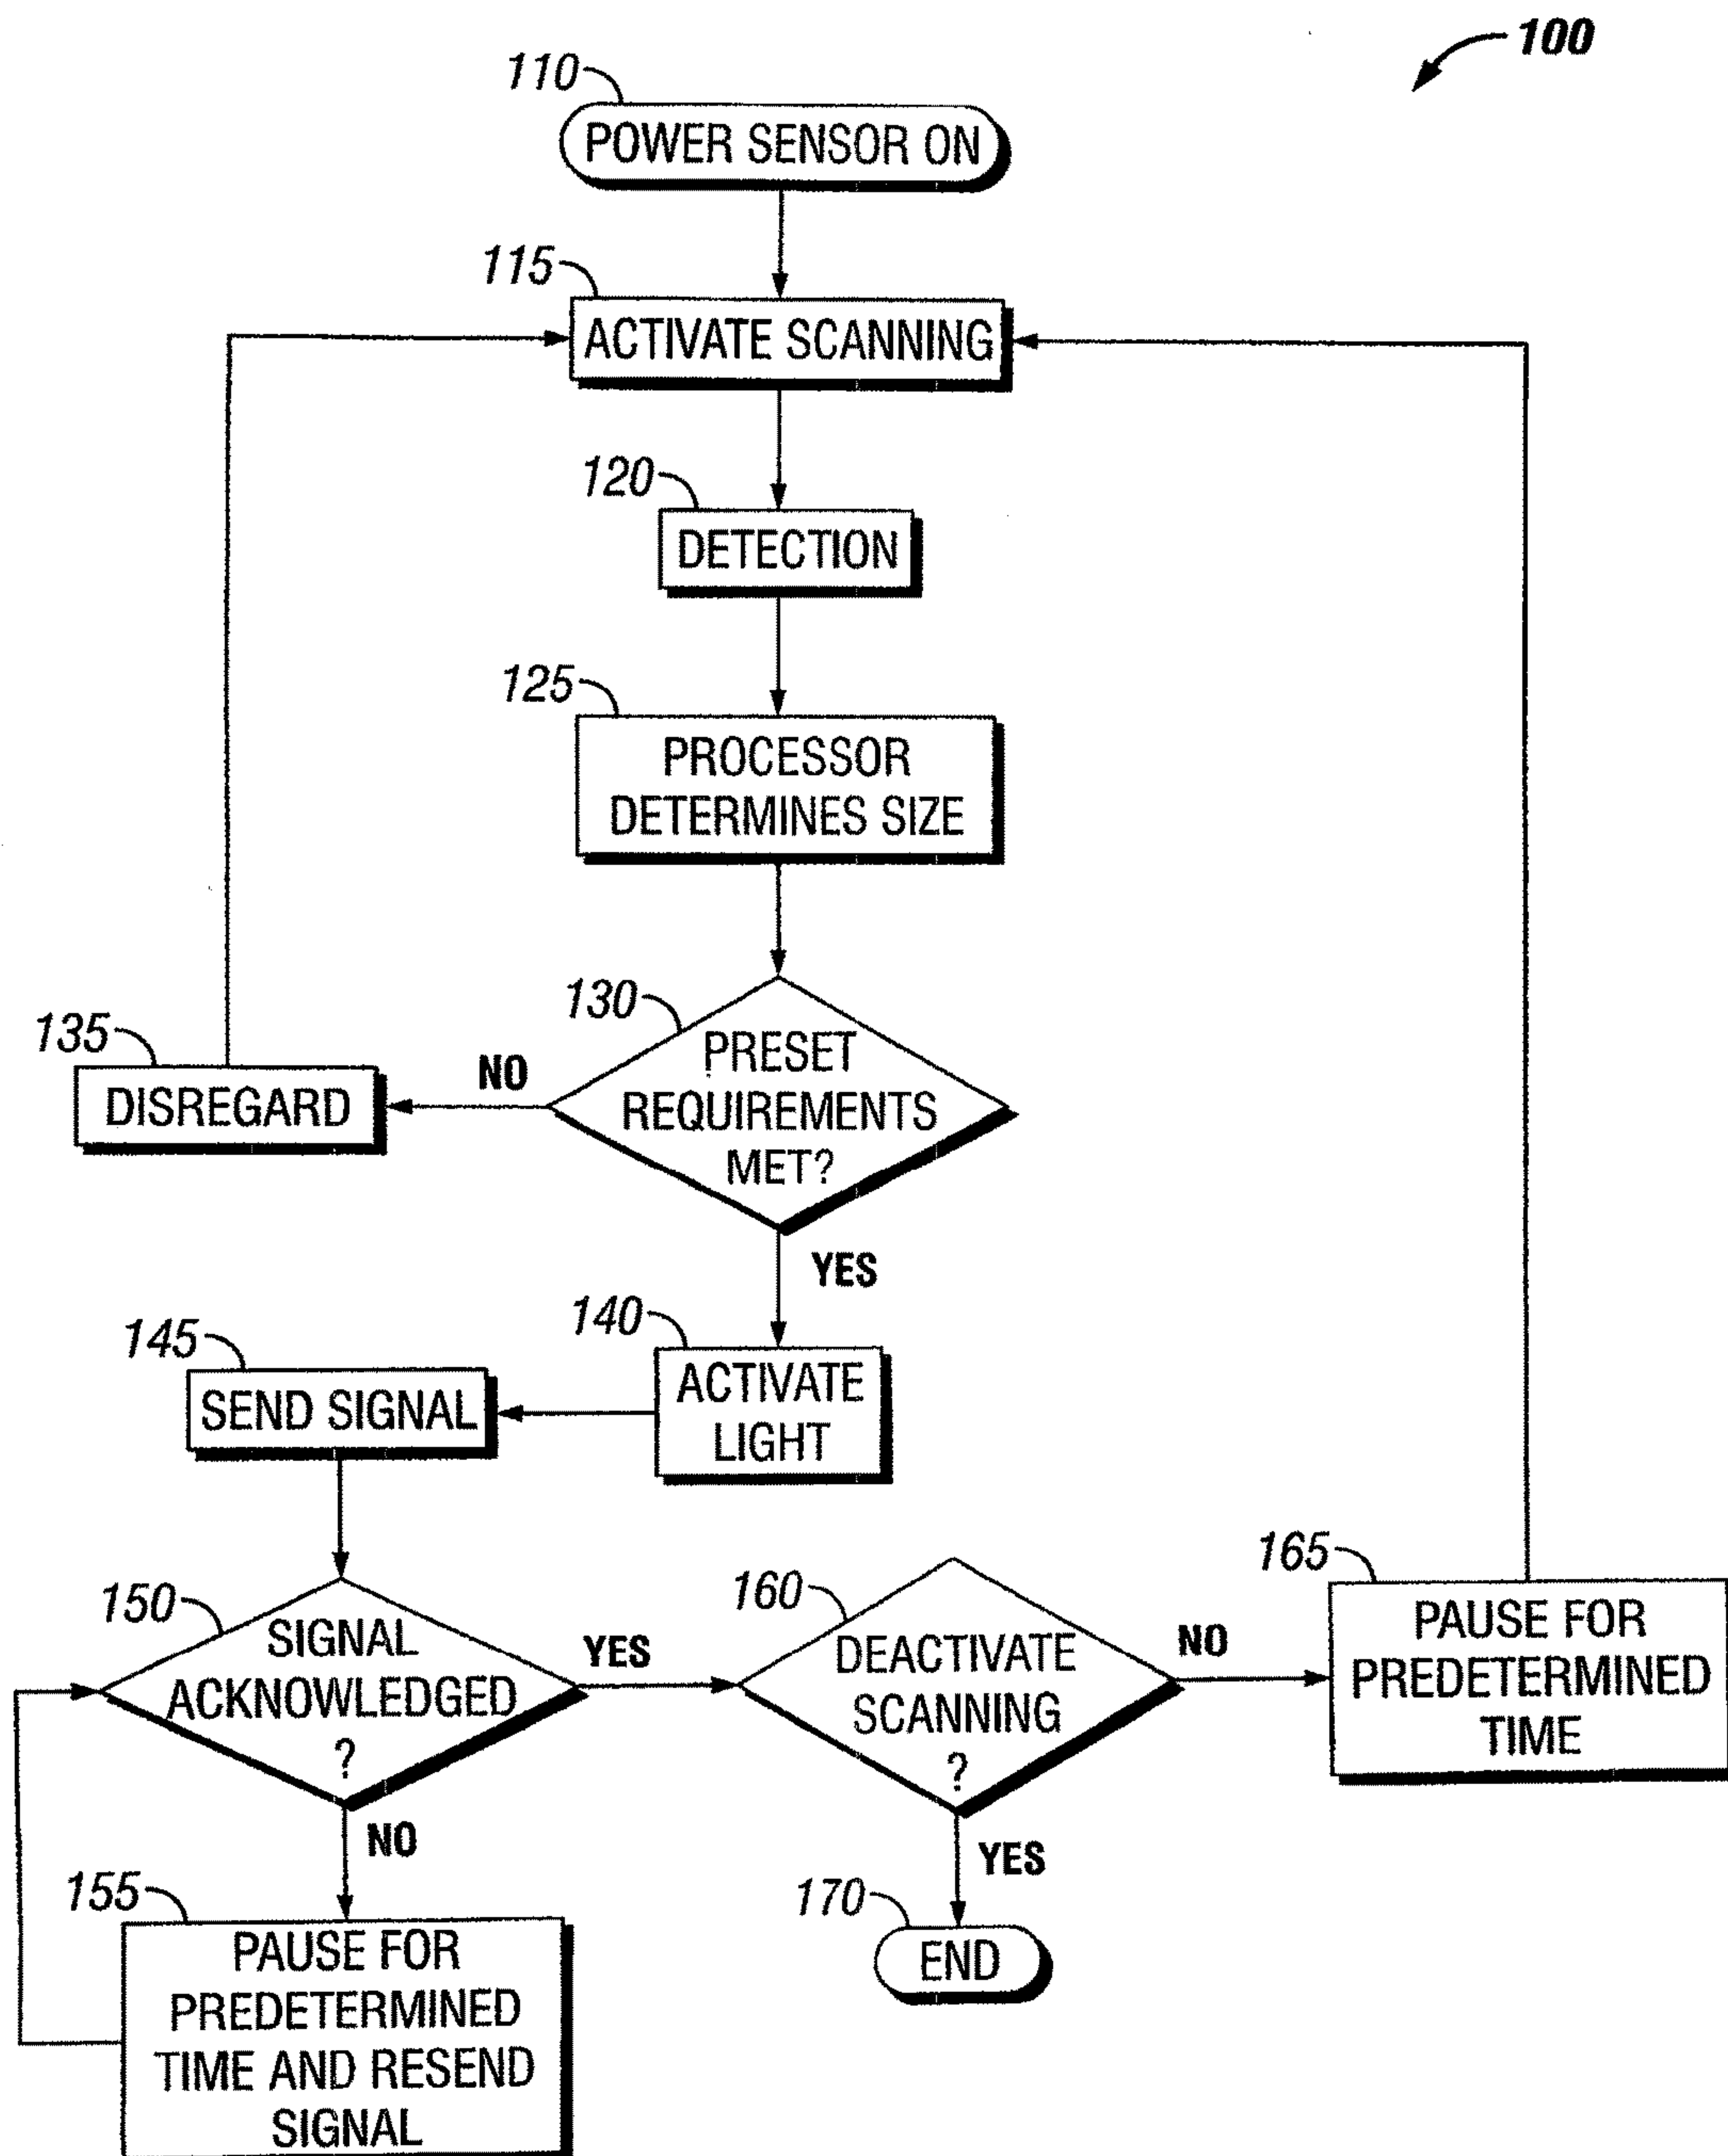 100
110
POWER SENSOR ON
115
ACTIVATE SCANNING
120
DETECTION
125
PROCESSOR
DETERMINES SIZE
130
PRESET
REQUIREMENTS
MET?
NO
135
DISREGARD
YES
140
ACTIVATE
LIGHT
145
SEND SIGNAL
150
SIGNAL
ACKNOWLEDGED
?
YES
NO
155
PAUSE FOR
PREDETERMINED
TIME AND RESEND
SIGNAL
160
DEACTIVATE
SCANNING
?
NO
165
PAUSE FOR
PREDETERMINED
TIME
YES
170
END